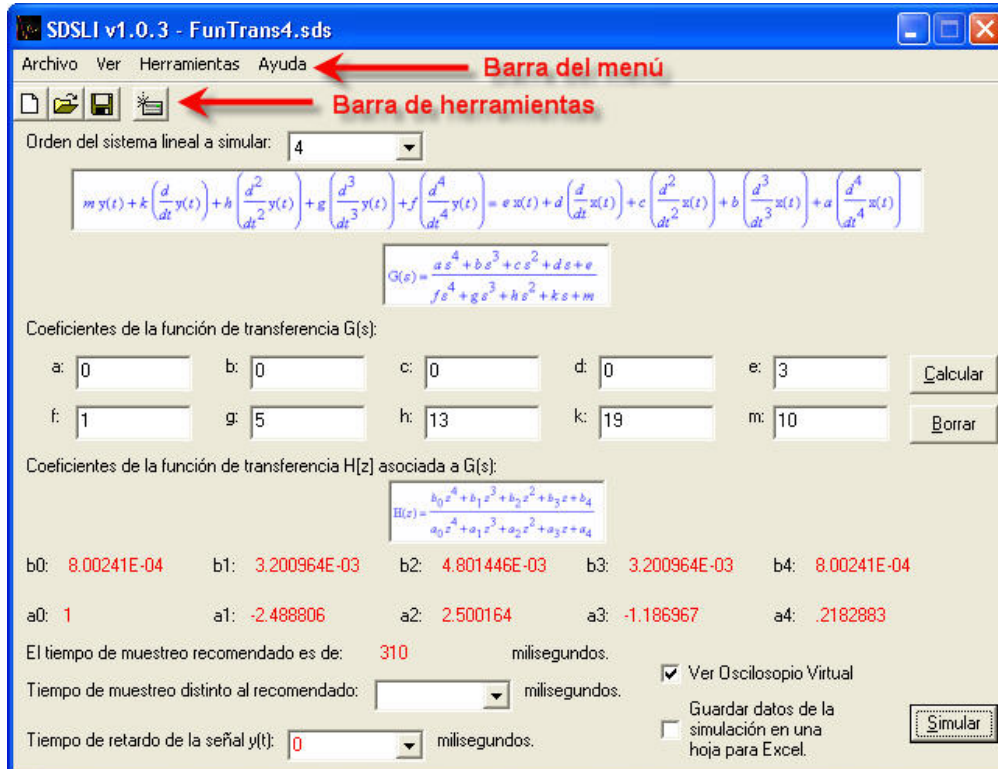 SDSLI v1.0.3 - FunTrans4.sds
Archivo Ver Herramientas Ayuda
Barra del menú
Barra de herramientas
Orden del sistema lineal a simular: 4
m y(t) + k (d/dt y(t)) + h (d²/dt² y(t)) + g (d³/dt³ y(t)) + f (d⁴/dt⁴ y(t)) = e x(t) + d (d/dt x(t)) + c (d²/dt² x(t)) + b (d³/dt³ x(t)) + a (d⁴/dt⁴ x(t))
G(s) = (a s⁴ + b s³ + c s² + d s + e) / (f s⁴ + g s³ + h s² + k s + m)
Coeficientes de la función de transferencia G(s):
a: 0 b: 0 c: 0 d: 0 e: 3 Calcular
f: 1 g: 5 h: 13 k: 19 m: 10 Borrar
Coeficientes de la función de transferencia H[z] asociada a G(s):
H(z) = (b₀ z⁴ + b₁ z³ + b₂ z² + b₃ z + b₄) / (a₀ z⁴ + a₁ z³ + a₂ z² + a₃ z + a₄)
b0: 8.00241E-04 b1: 3.200964E-03 b2: 4.801446E-03 b3: 3.200964E-03 b4: 8.00241E-04
a0: 1 a1: -2.488806 a2: 2.500164 a3: -1.186967 a4: .2182883
El tiempo de muestreo recomendado es de: 310 milisegundos.
Tiempo de muestreo distinto al recomendado: milisegundos.
Tiempo de retardo de la señal y(t): 0 milisegundos.
Ver Oscilosopio Virtual
Guardar datos de la
simulación en una
hoja para Excel.
Simular